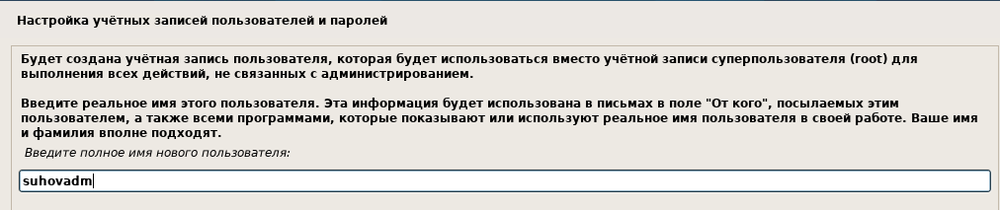 Настройка учётных записей пользователей и паролей
Будет создана учётная запись пользователя, которая будет использоваться вместо учётной записи суперпользователя (root) для
выполнения всех действий, не связанных с администрированием.
Введите реальное имя этого пользователя. Эта информация будет использована в письмах в поле "От кого", посылаемых этим
пользователем, а также всеми программами, которые показывают или используют реальное имя пользователя в своей работе. Ваше имя
и фамилия вполне подходят.
Введите полное имя нового пользователя:
suhovadm